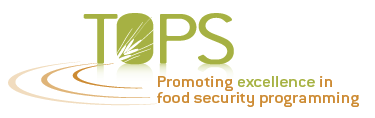 TOPS
Promoting excellence in
food security programming